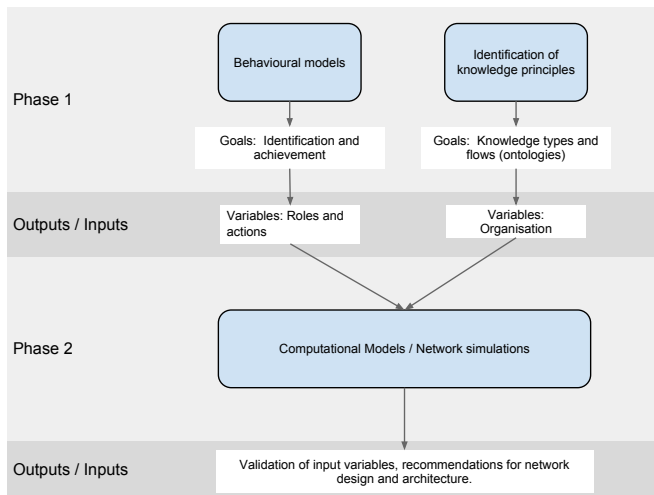 Behavioural models
Identification of
knowledge principles
Phase 1
Goals: Identification and
achievement
Goals: Knowledge types and
flows (ontologies)
Outputs / Inputs
Variables: Roles and
actions
Variables:
Organisation
Phase 2
Computational Models / Network simulations
Outputs / Inputs
Validation of input variables, recommendations for network
design and architecture.